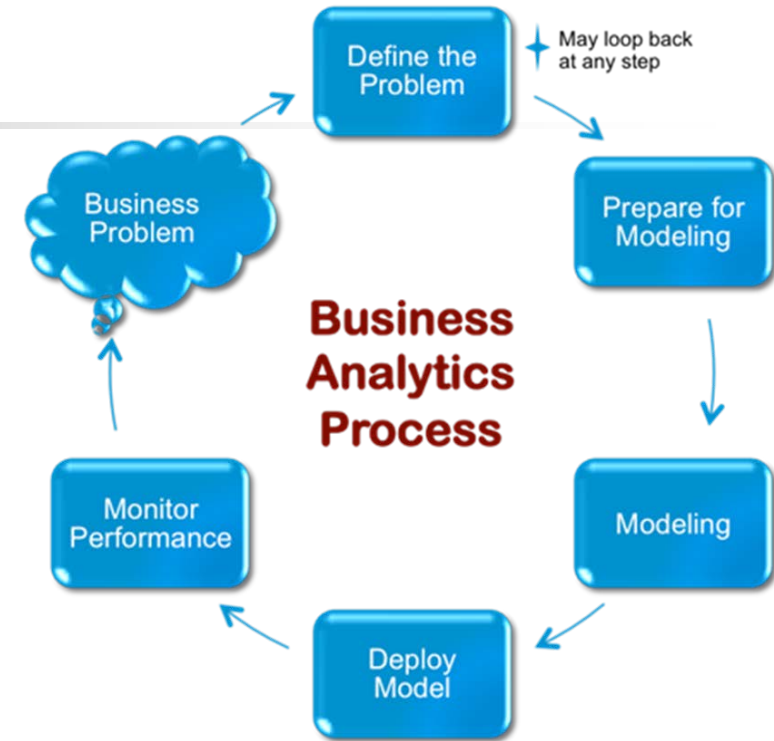 Define the
Problem
May loop back
at any step
Prepare for
Modeling
Modeling
Deploy
Model
Monitor
Performance
Business
Problem
Business
Analytics
Process